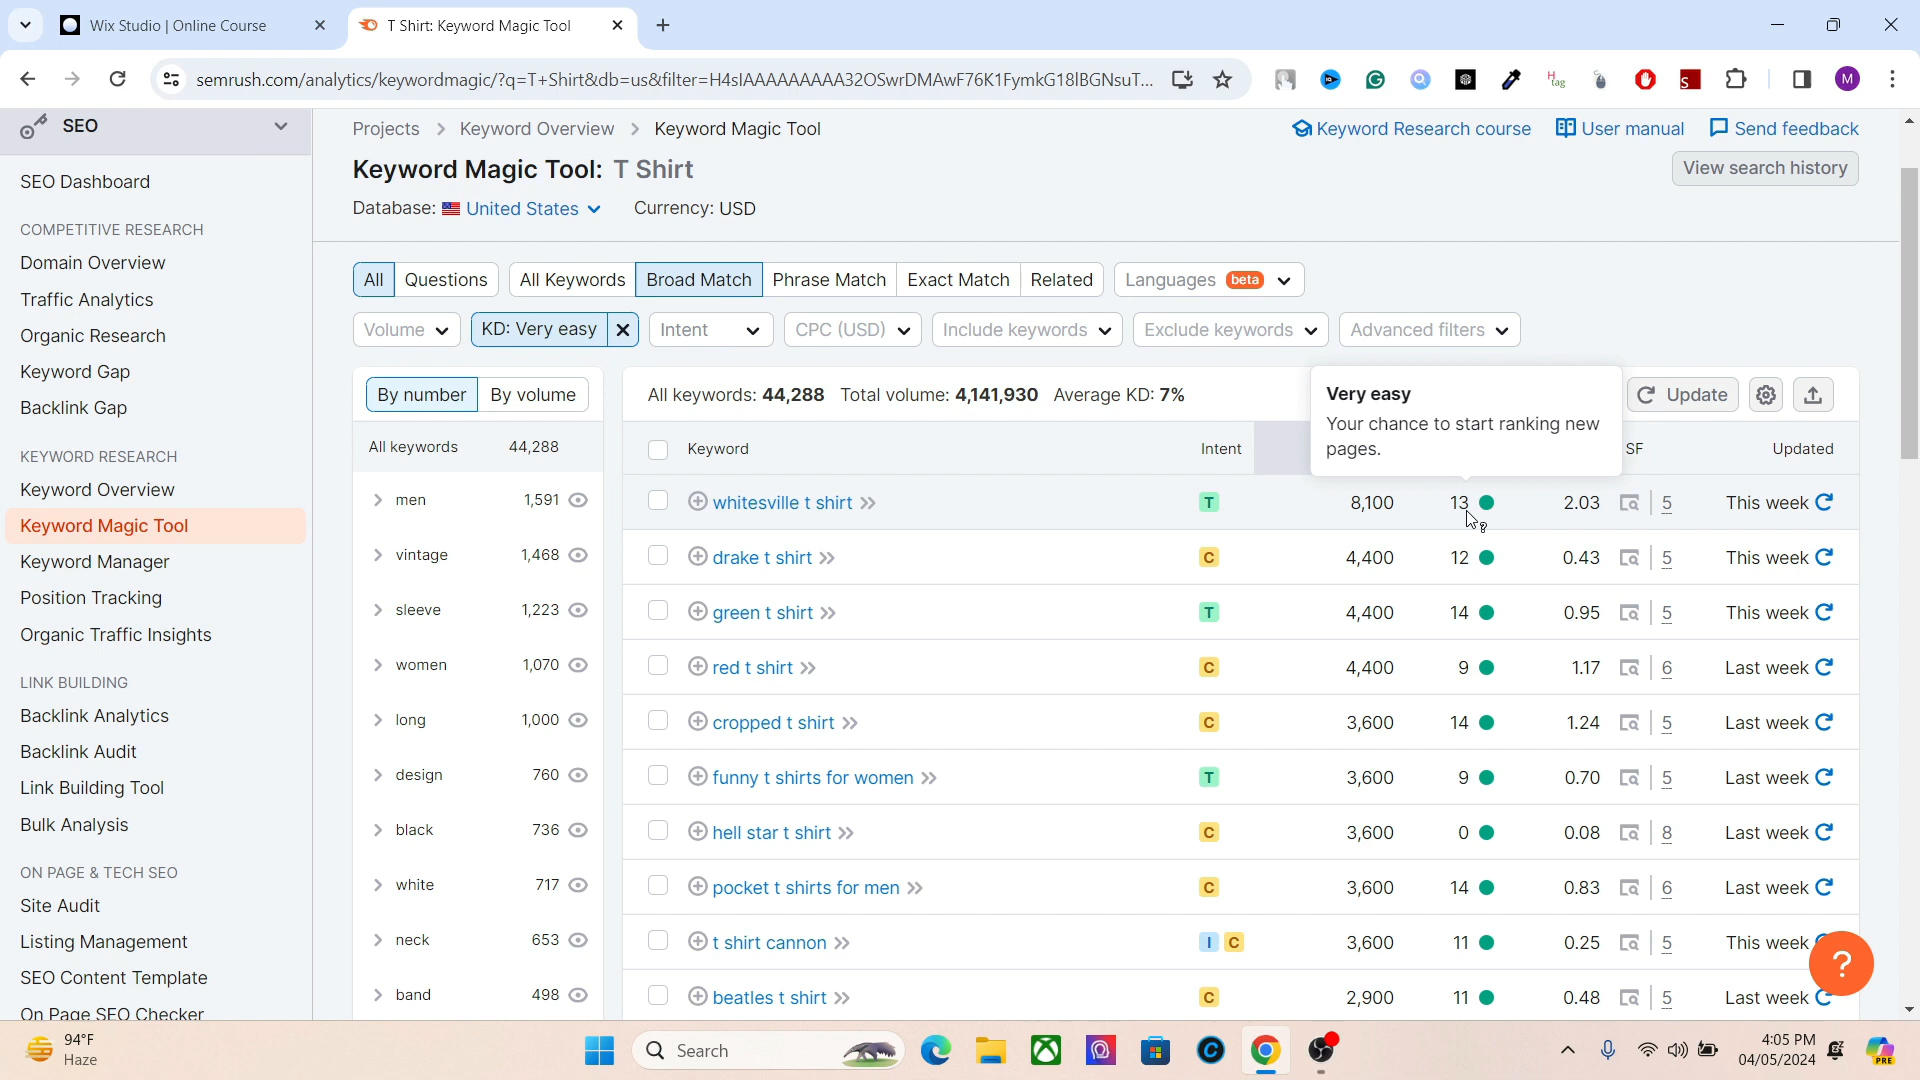 Wix Studio | Online Course
T Shirt: Keyword Magic Tool
semrush.com/analytics/keywordmagic/?q=T+Shirt&db=us&filter=H4sIAAAAAAAAA32OSwrDMAwF76K1FymkG18IBGNsuT...
H
tag
M
SEO
SEO Dashboard
COMPETITIVE RESEARCH
Domain Overview
Traffic Analytics
Organic Research
Keyword Gap
Backlink Gap
KEYWORD RESEARCH
Keyword Overview
Keyword Magic Tool
Keyword Manager
Position Tracking
Organic Traffic Insights
LINK BUILDING
Backlink Analytics
Backlink Audit
Link Building Tool
Bulk Analysis
ON PAGE & TECH SEO
Site Audit
Listing Management
SEO Content Template
On Page SEO Checker
Projects > Keyword Overview > Keyword Magic Tool
Keyword Research course User manual Send feedback
Keyword Magic Tool: T Shirt
View search history
Database: United States Currency: USD
All Questions All Keywords Broad Match Phrase Match Exact Match Related Languages beta
Volume KD: Very easy Intent CPC (USD) Include keywords Exclude keywords Advanced filters
By number By volume
All keywords 44,288
men 1,591
vintage 1,468
sleeve 1,223
women 1,070
long 1,000
design 760
black 736
white 717
neck 653
band 498
All keywords: 44,288 Total volume: 4,141,930 Average KD: 7%
Update
Very easy
Your chance to start ranking new
pages.
Keyword Intent SF Updated
whitesville t shirt T 8,100 13 2.03 5 This week
drake t shirt C 4,400 12 0.43 5 This week
green t shirt T 4,400 14 0.95 5 This week
red t shirt C 4,400 9 1.17 6 Last week
cropped t shirt C 3,600 14 1.24 5 Last week
funny t shirts for women T 3,600 9 0.70 5 Last week
hell star t shirt C 3,600 0 0.08 8 Last week
pocket t shirts for men C 3,600 14 0.83 6 Last week
t shirt cannon I C 3,600 11 0.25 5 This week
beatles t shirt C 2,900 11 0.48 5 Last week
?
94°F
Haze
Search
4:05 PM
04/05/2024
PRE